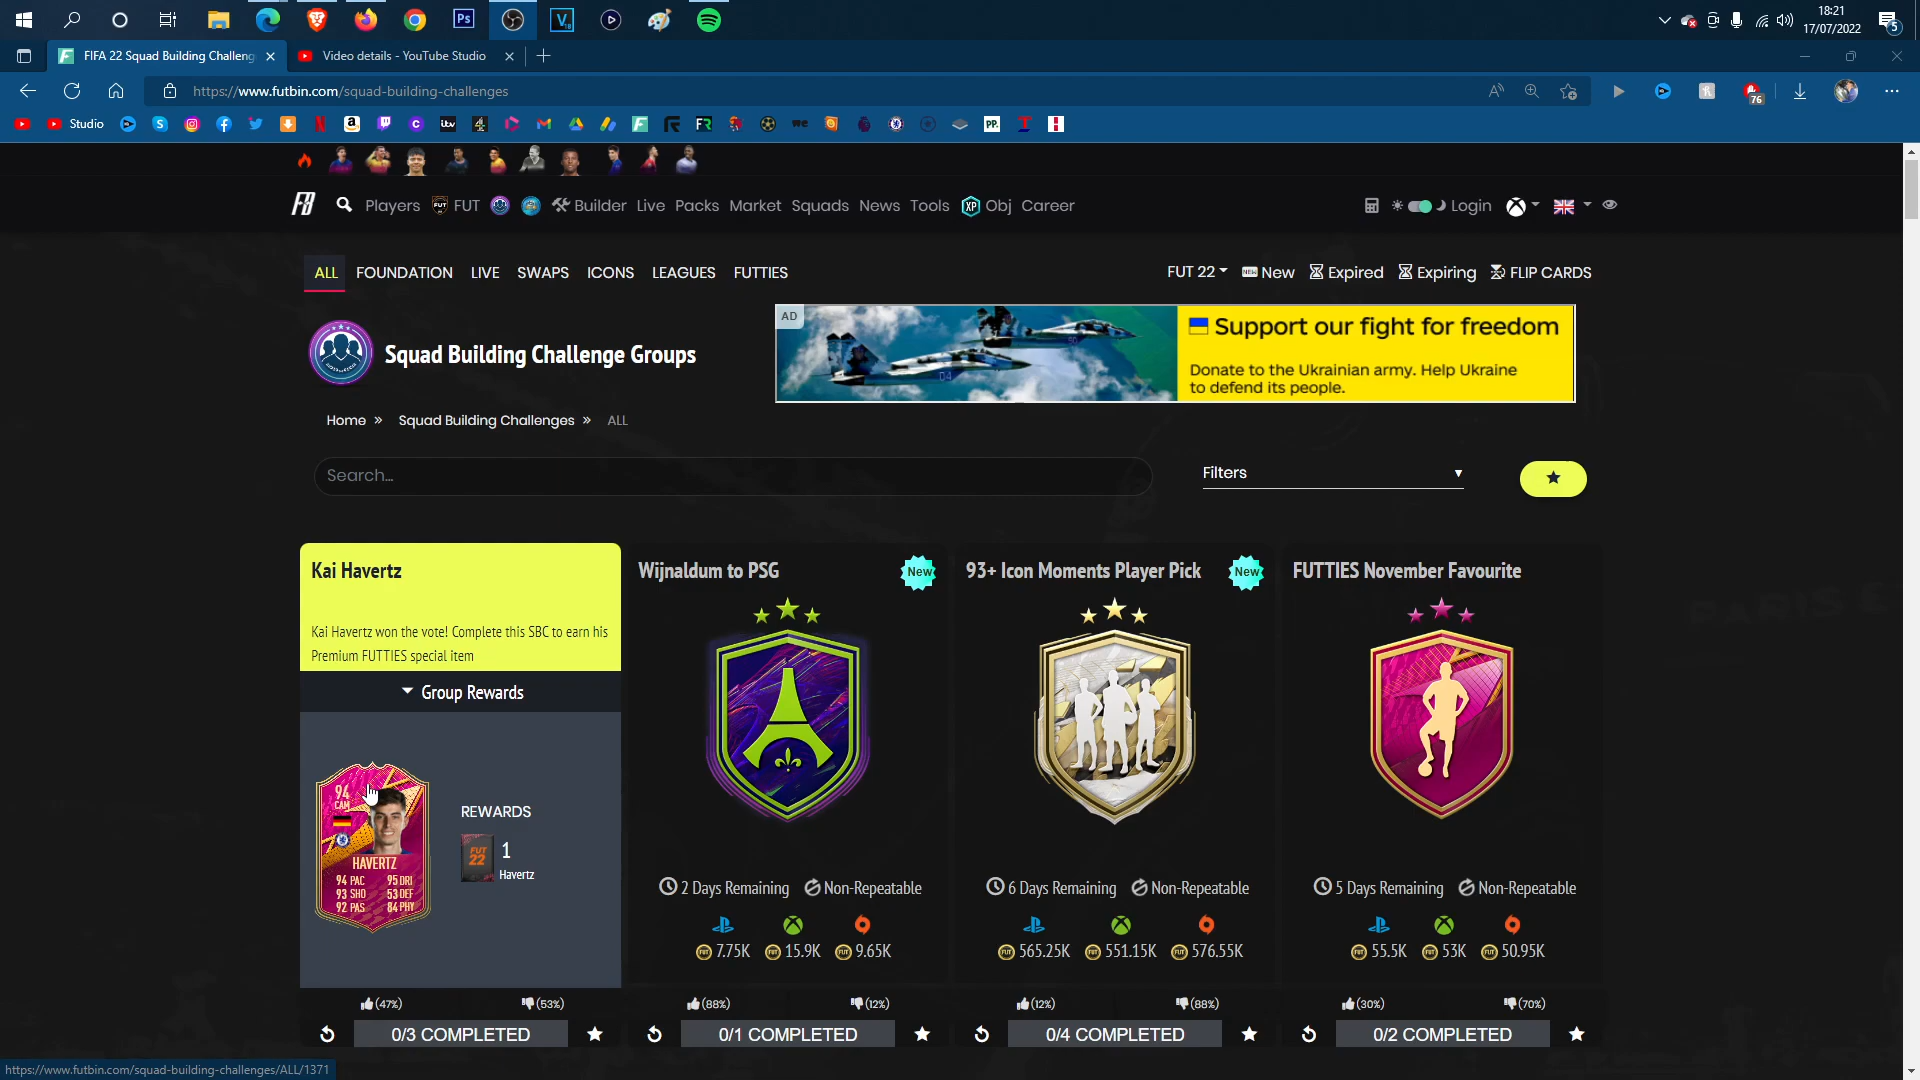 18:21
17/07/2022
5
FIFA 22 Squad Building Challeng
Video details - YouTube Studio
https://www.futbin.com/squad-building-challenges
76
Studio
itv
PP.
Players FUT Builder Live Packs Market Squads News Tools XP Obj Career
Login
ALL FOUNDATION LIVE SWAPS ICONS LEAGUES FUTTIES
FUT 22 New Expired Expiring FLIP CARDS
Squad Building Challenge Groups
AD
Support our fight for freedom
Donate to the Ukrainian army. Help Ukraine
to defend its people.
Home » Squad Building Challenges » ALL
Search...
Filters
Kai Havertz
Kai Havertz won the vote! Complete this SBC to earn his
Premium FUTTIES special item
Group Rewards
94
CAM
HAVERTZ
94 PAC 95 DRI
93 SHO 53 DEF
92 PAS 84 PHY
REWARDS
FUT
22
1
Havertz
(47%) (53%)
0/3 COMPLETED
Wijnaldum to PSG
New
2 Days Remaining Non-Repeatable
7.75K 15.9K 9.65K
(88%) (12%)
0/1 COMPLETED
93+ Icon Moments Player Pick
New
6 Days Remaining Non-Repeatable
565.25K 551.15K 576.55K
(12%) (88%)
0/4 COMPLETED
FUTTIES November Favourite
5 Days Remaining Non-Repeatable
55.5K 53K 50.95K
(30%) (70%)
0/2 COMPLETED
https://www.futbin.com/squad-building-challenges/ALL/1371